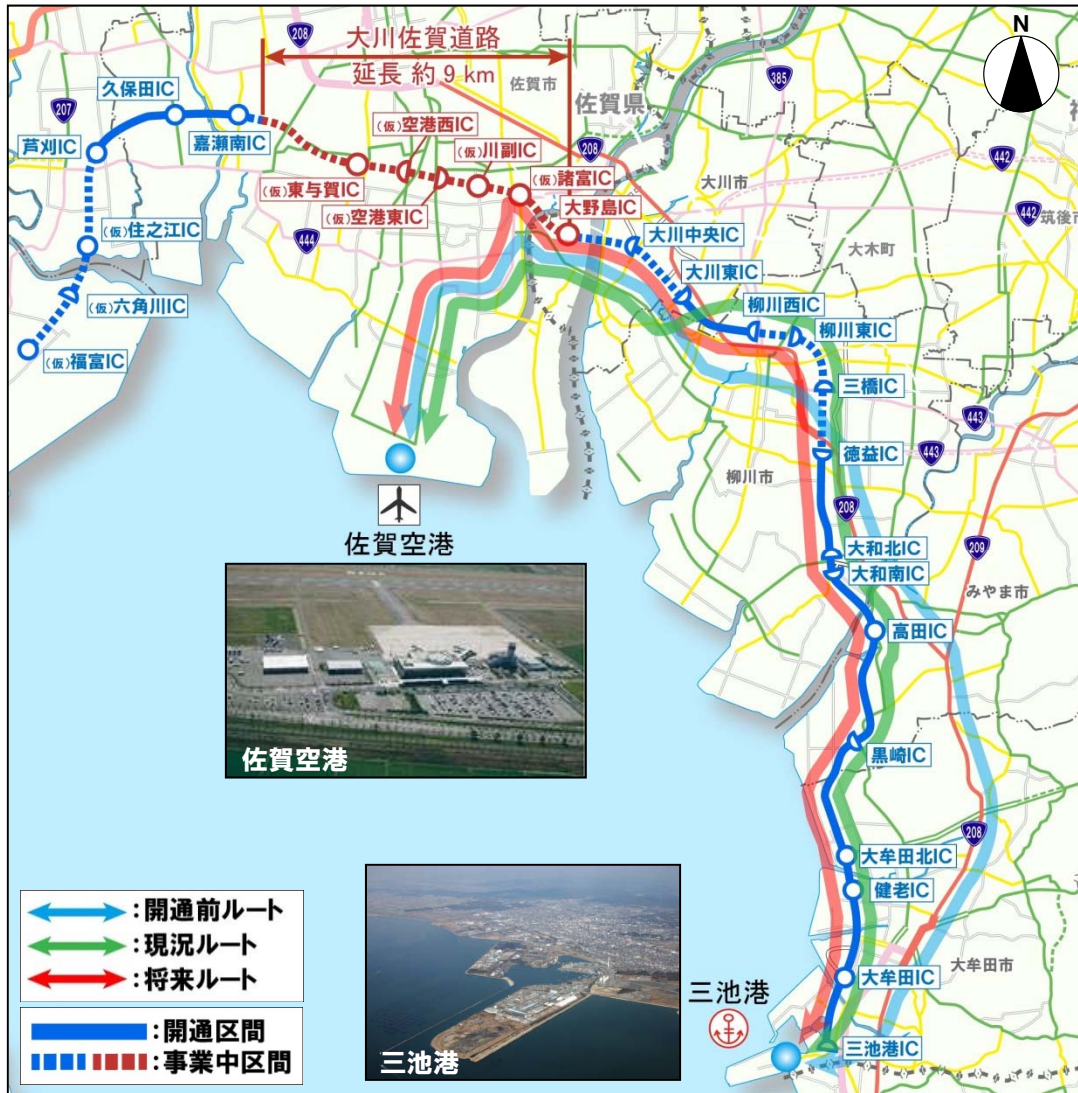 208
大川佐賀道路
延長 約 9 km
佐賀市
佐賀県
385
N
207
久保田IC
芦刈IC
嘉瀬南IC
(仮)空港西IC
(仮)川副IC
208
442
大川市
(仮)東与賀IC
(仮)空港東IC
(仮)諸富IC
大野島IC
442
筑後市
(仮)住之江IC
444
大川中央IC
大木町
大川東IC
(仮)六角川IC
柳川西IC
柳川東IC
(仮)福富IC
三橋IC
443
徳益IC
443
柳川市
208
佐賀空港
大和北IC
209
大和南IC
みやま市
高田IC
佐賀空港
黒崎IC
208
大牟田北IC
健老IC
:開通前ルート
:現況ルート
:将来ルート
大牟田市
大牟田IC
三池港
:開通区間
:事業中区間
三池港
三池港IC